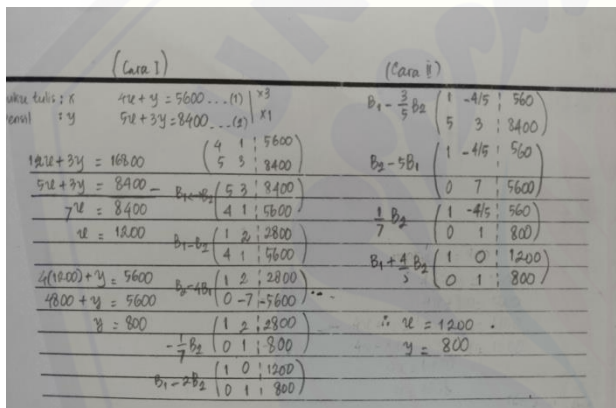 (Cara I)
tulis : x
: y
4x + y = 5600 ... (1) | x3
5x + 3y = 8400 ... (2) | x1
12x + 3y = 16800
5x + 3y = 8400 -
7x = 8400
x = 1200
4(1200) + y = 5600
4800 + y = 5600
y = 800
( 4 1 | 5600
5 3 | 8400 )
B₁<->B₂ ( 5 3 | 8400
4 1 | 5600 )
B₁-B₂ ( 1 2 | 2800
4 1 | 5600 )
B₂-4B₁ ( 1 2 | 2800
0 -7 | -5600 ) ...
-1/7 B₂ ( 1 2 | 2800
0 1 | 800 )
B₁-2B₂ ( 1 0 | 1200
0 1 | 800 )
(Cara ii)
B₁ - 3/5 B₂ ( 1 -4/5 | 560
5 3 | 8400 )
B₂-5B₁ ( 1 -4/5 | 560
0 7 | 5600 )
1/7 B₂ ( 1 -4/5 | 560
0 1 | 800 )
B₁ + 4/5 B₂ ( 1 0 | 1200
0 1 | 800 )
∴ x = 1200 .
y = 800